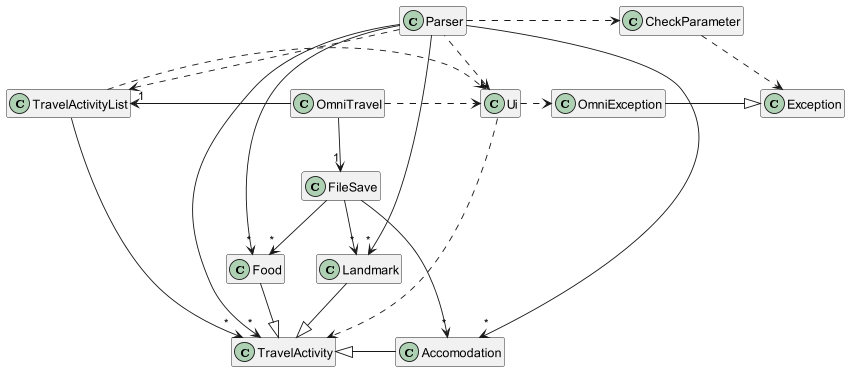 C Parser
C CheckParameter
C TravelActivityList
1
C OmniTravel
C Ui
C OmniException
C Exception
1
C FileSave
* * * *
C Food
C Landmark
* * * *
C TravelActivity
C Accomodation